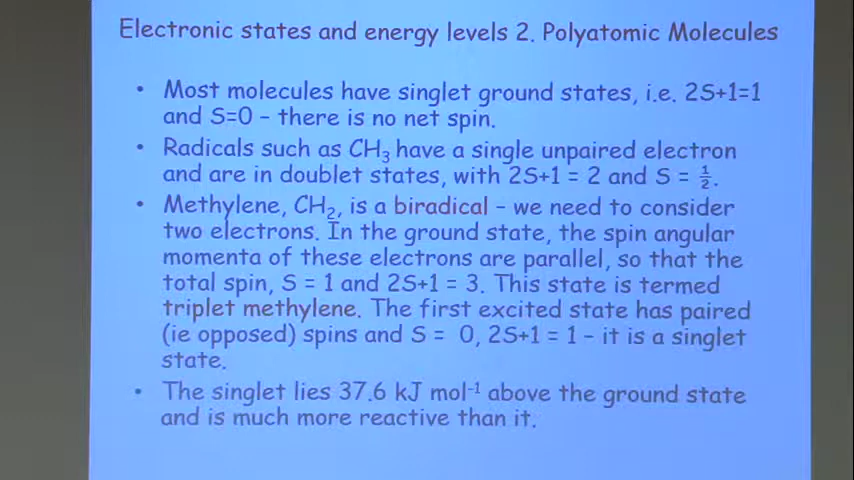 Electronic states and energy levels 2. Polyatomic Molecules
• Most molecules have singlet ground states, i.e. 2S+1=1
and S=0 – there is no net spin.
• Radicals such as CH₃ have a single unpaired electron
and are in doublet states, with 2S+1 = 2 and S = ½.
• Methylene, CH₂, is a biradical – we need to consider
two electrons. In the ground state, the spin angular
momenta of these electrons are parallel, so that the
total spin, S = 1 and 2S+1 = 3. This state is termed
triplet methylene. The first excited state has paired
(ie opposed) spins and S = 0, 2S+1 = 1 – it is a singlet
state.
• The singlet lies 37.6 kJ mol⁻¹ above the ground state
and is much more reactive than it.